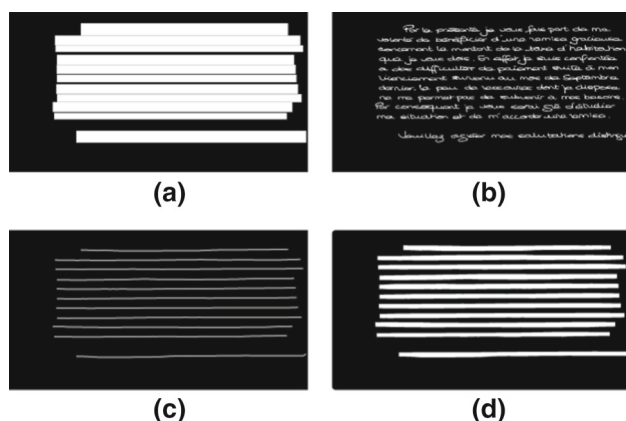 Par la présente je vous fais part de ma
volonté de bénéficier d'une remise gracieuse
concernant le montant de la taxe d'habitation
que je vous dois. En effet je suis confrontée
a des difficultés de paiement suite à mon
licenciement survenu au mois de Septembre
dernier. le peu de ressources dont je dispose
ne me permet pas de subvenir à mes besoins.
Par consequent je vous serai gré d'étudier
ma situation et de m'accorder une remise.
Veuillez agréer mes salutations distingu
(a) (b)
(c) (d)